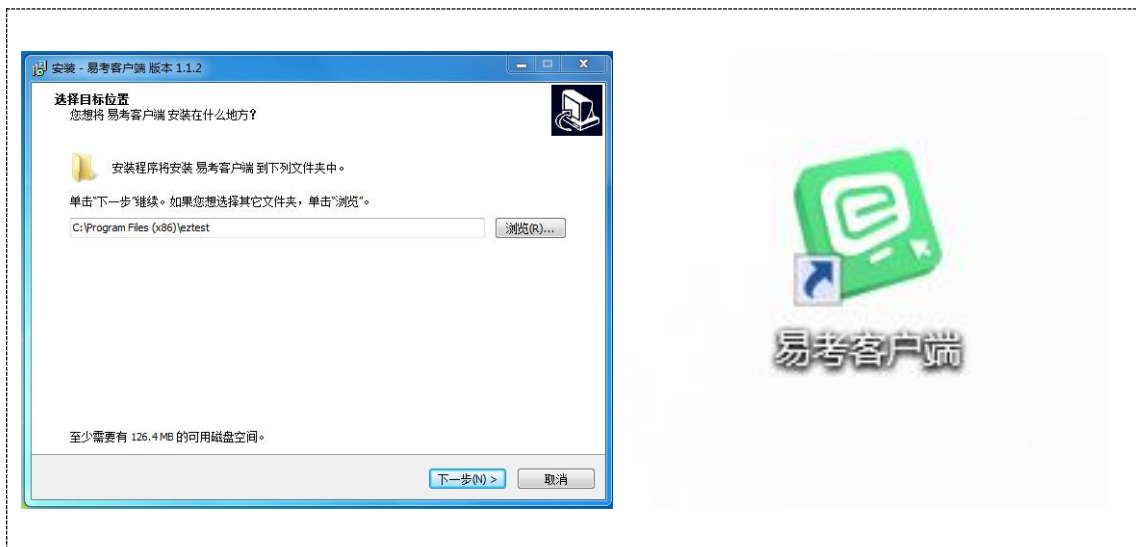 安装 - 易考客户端 版本 1.1.2
选择目标位置
您想将 易考客户端 安装在什么地方?
安装程序将安装 易考客户端 到下列文件夹中。
单击"下一步"继续。如果您想选择其它文件夹,单击"浏览"。
C:\Program Files (x86)\eztest
浏览(R)...
至少需要有 126.4 MB 的可用磁盘空间。
下一步(N) >
取消
易考客户端